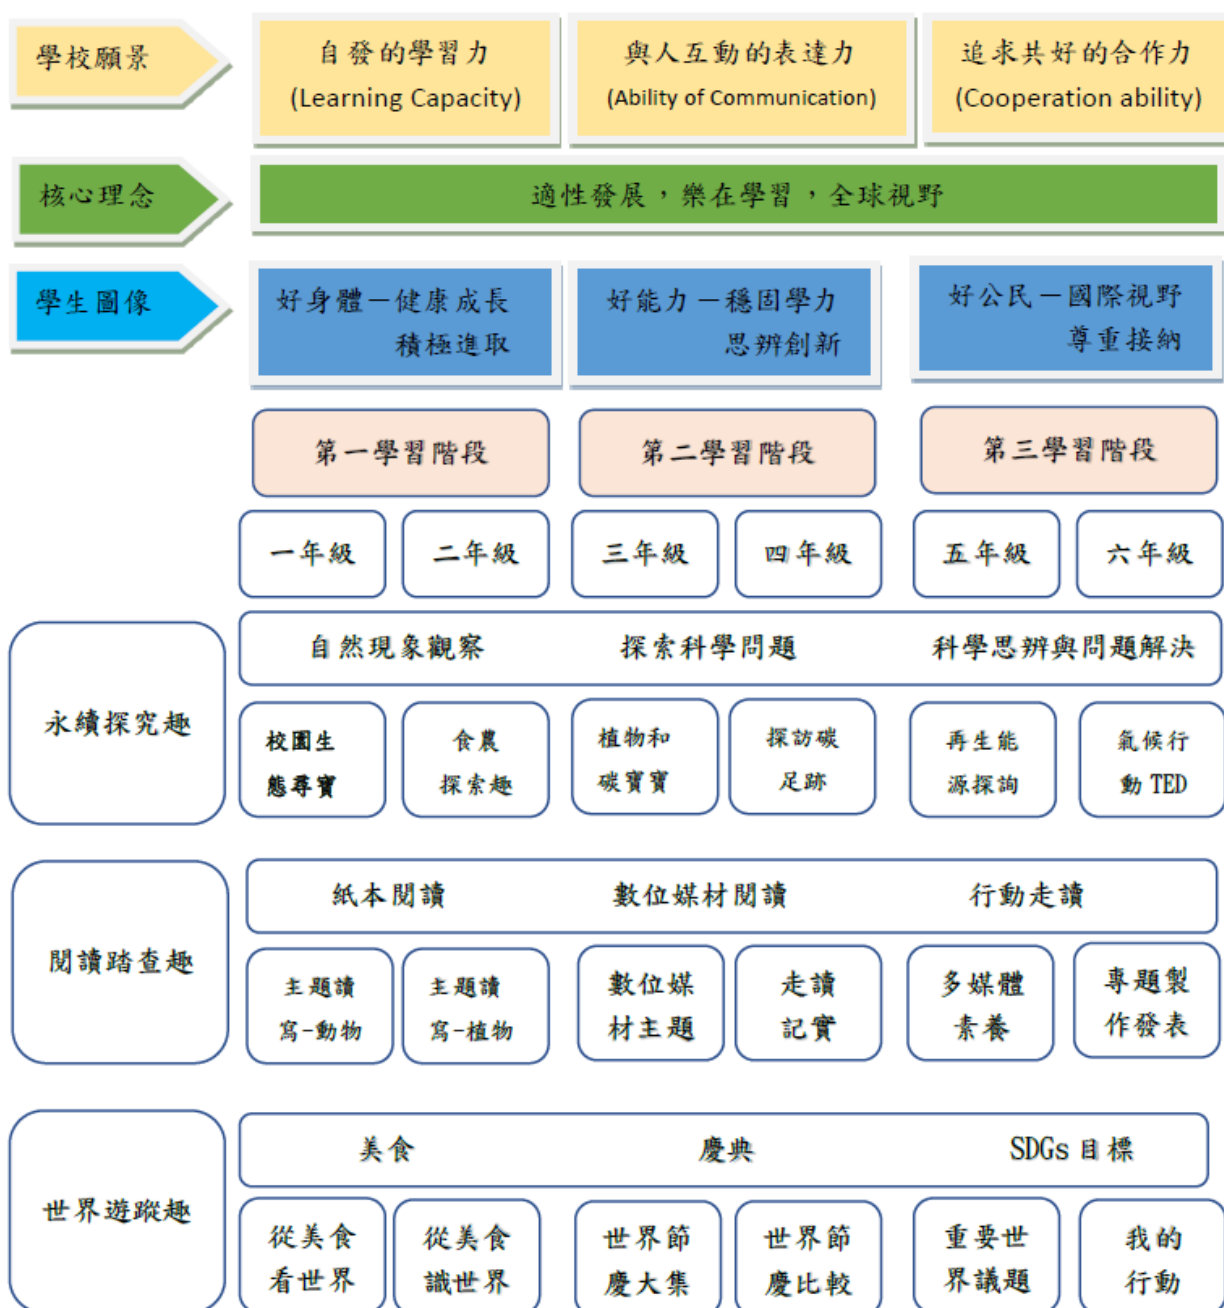 學校願景
自發的學習力
(Learning Capacity)
與人互動的表達力
(Ability of Communication)
追求共好的合作力
(Cooperation ability)
核心理念
適性發展，樂在學習，全球視野
學生圖像
好身體－健康成長
積極進取
好能力－穩固學力
思辨創新
好公民－國際視野
尊重接納
第一學習階段
第二學習階段
第三學習階段
一年級
二年級
三年級
四年級
五年級
六年級
永續探究趣
自然現象觀察
探索科學問題
科學思辨與問題解決
校園生
態尋寶
食農
探索趣
植物和
碳寶寶
探訪碳
足跡
再生能
源探詢
氣候行
動 TED
閱讀踏查趣
紙本閱讀
數位媒材閱讀
行動走讀
主題讀
寫-動物
主題讀
寫-植物
數位媒
材主題
走讀
記實
多媒體
素養
專題製
作發表
世界遊蹤趣
美食
慶典
SDGs 目標
從美食
看世界
從美食
識世界
世界節
慶大集
世界節
慶比較
重要世
界議題
我的
行動